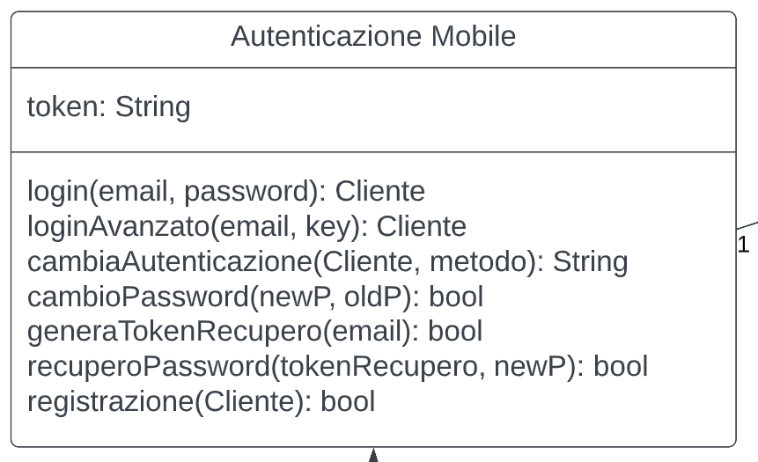 Autenticazione Mobile
token: String
login(email, password): Cliente
loginAvanzato(email, key): Cliente
1
cambiaAutenticazione(Cliente, metodo): String
cambioPassword(newP, oldP): bool
generaTokenRecupero(email): bool
recuperoPassword(tokenRecupero, newP): bool
registrazione(Cliente): bool